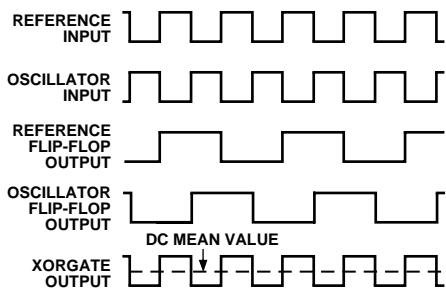 REFERENCE
INPUT
OSCILLATOR
INPUT
REFERENCE
FLIP-FLOP
OUTPUT
OSCILLATOR
FLIP-FLOP
OUTPUT
DC MEAN VALUE
XORGATE
OUTPUT